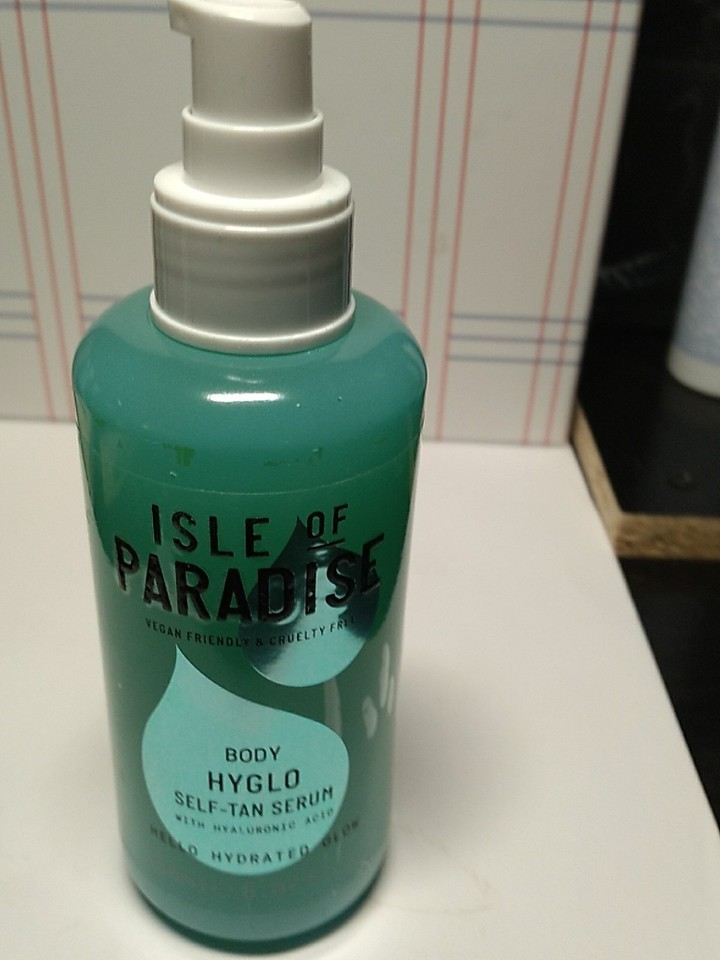 ISLE OF
PARADISE
VEGAN FRIENDLY & CRUELTY FREE
BODY
HYGLO
SELF-TAN SERUM
WITH HYALURONIC ACID
HELLO HYDRATED GLOW